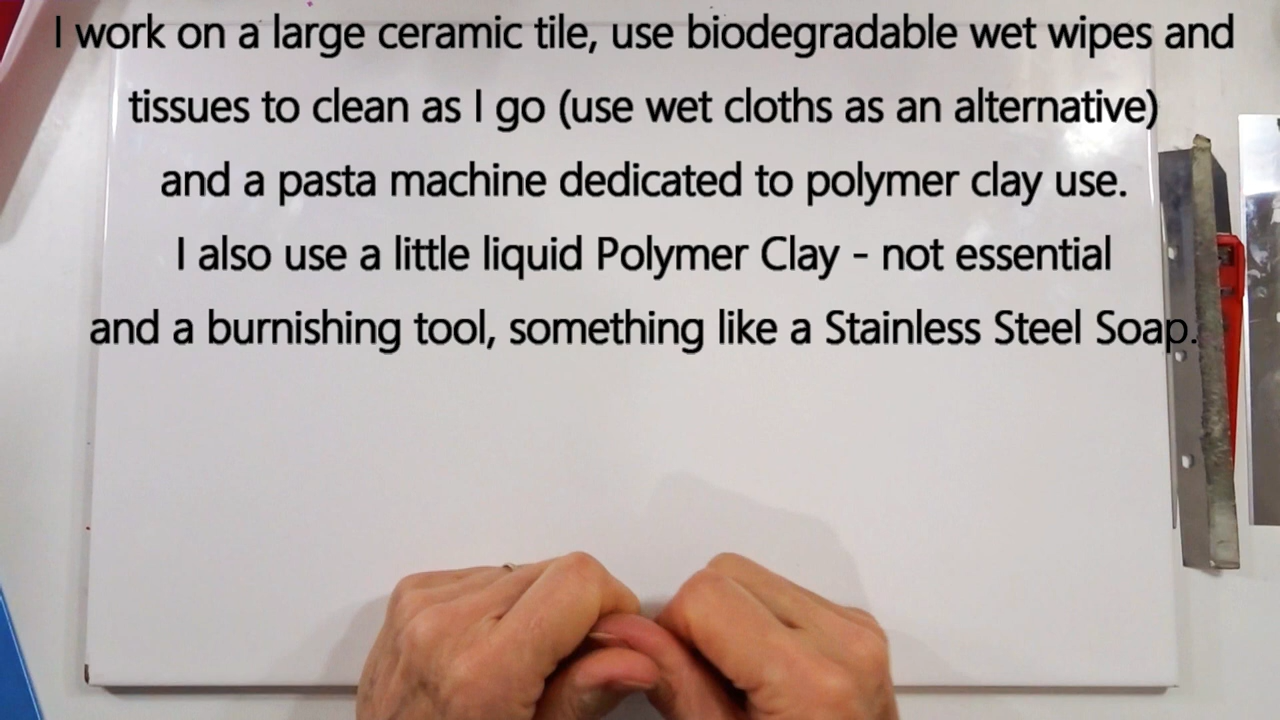 I work on a large ceramic tile, use biodegradable wet wipes and
tissues to clean as I go (use wet cloths as an alternative)
and a pasta machine dedicated to polymer clay use.
I also use a little liquid Polymer Clay - not essential
and a burnishing tool, something like a Stainless Steel Soap.